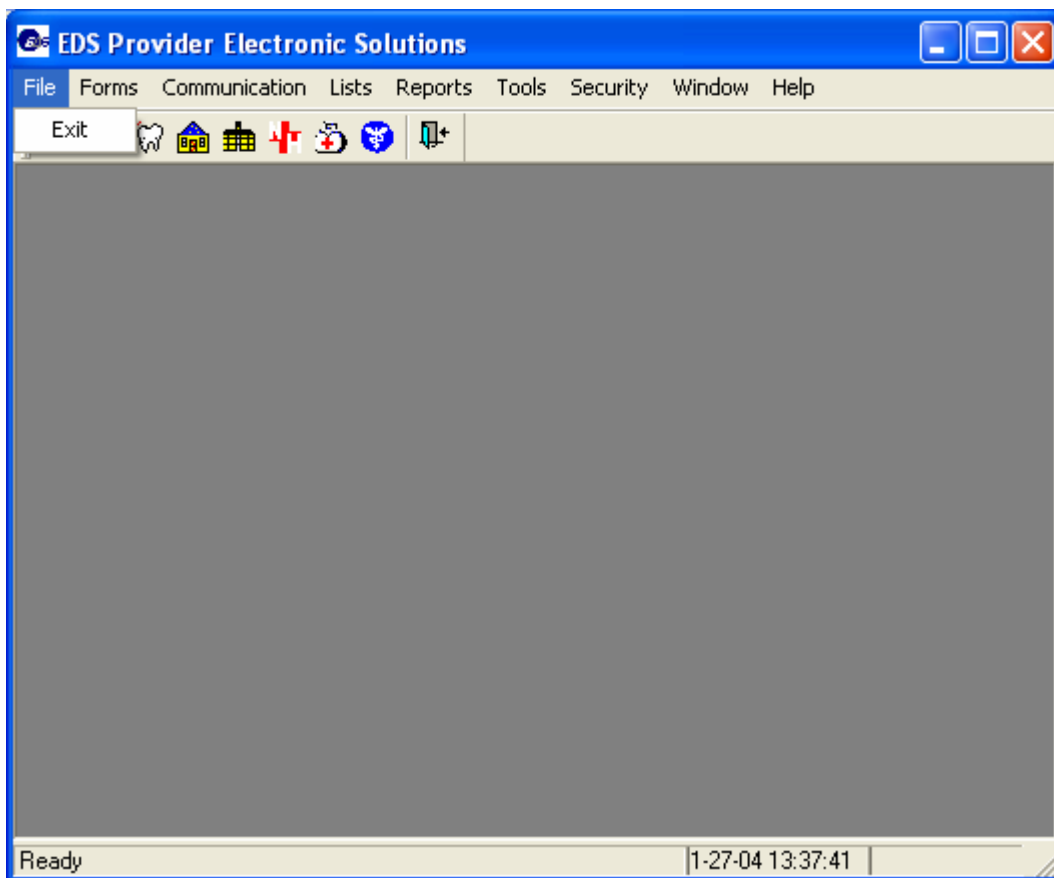 EDS Provider Electronic Solutions
File Forms Communication Lists Reports Tools Security Window Help
Exit
Ready 1-27-04 13:37:41